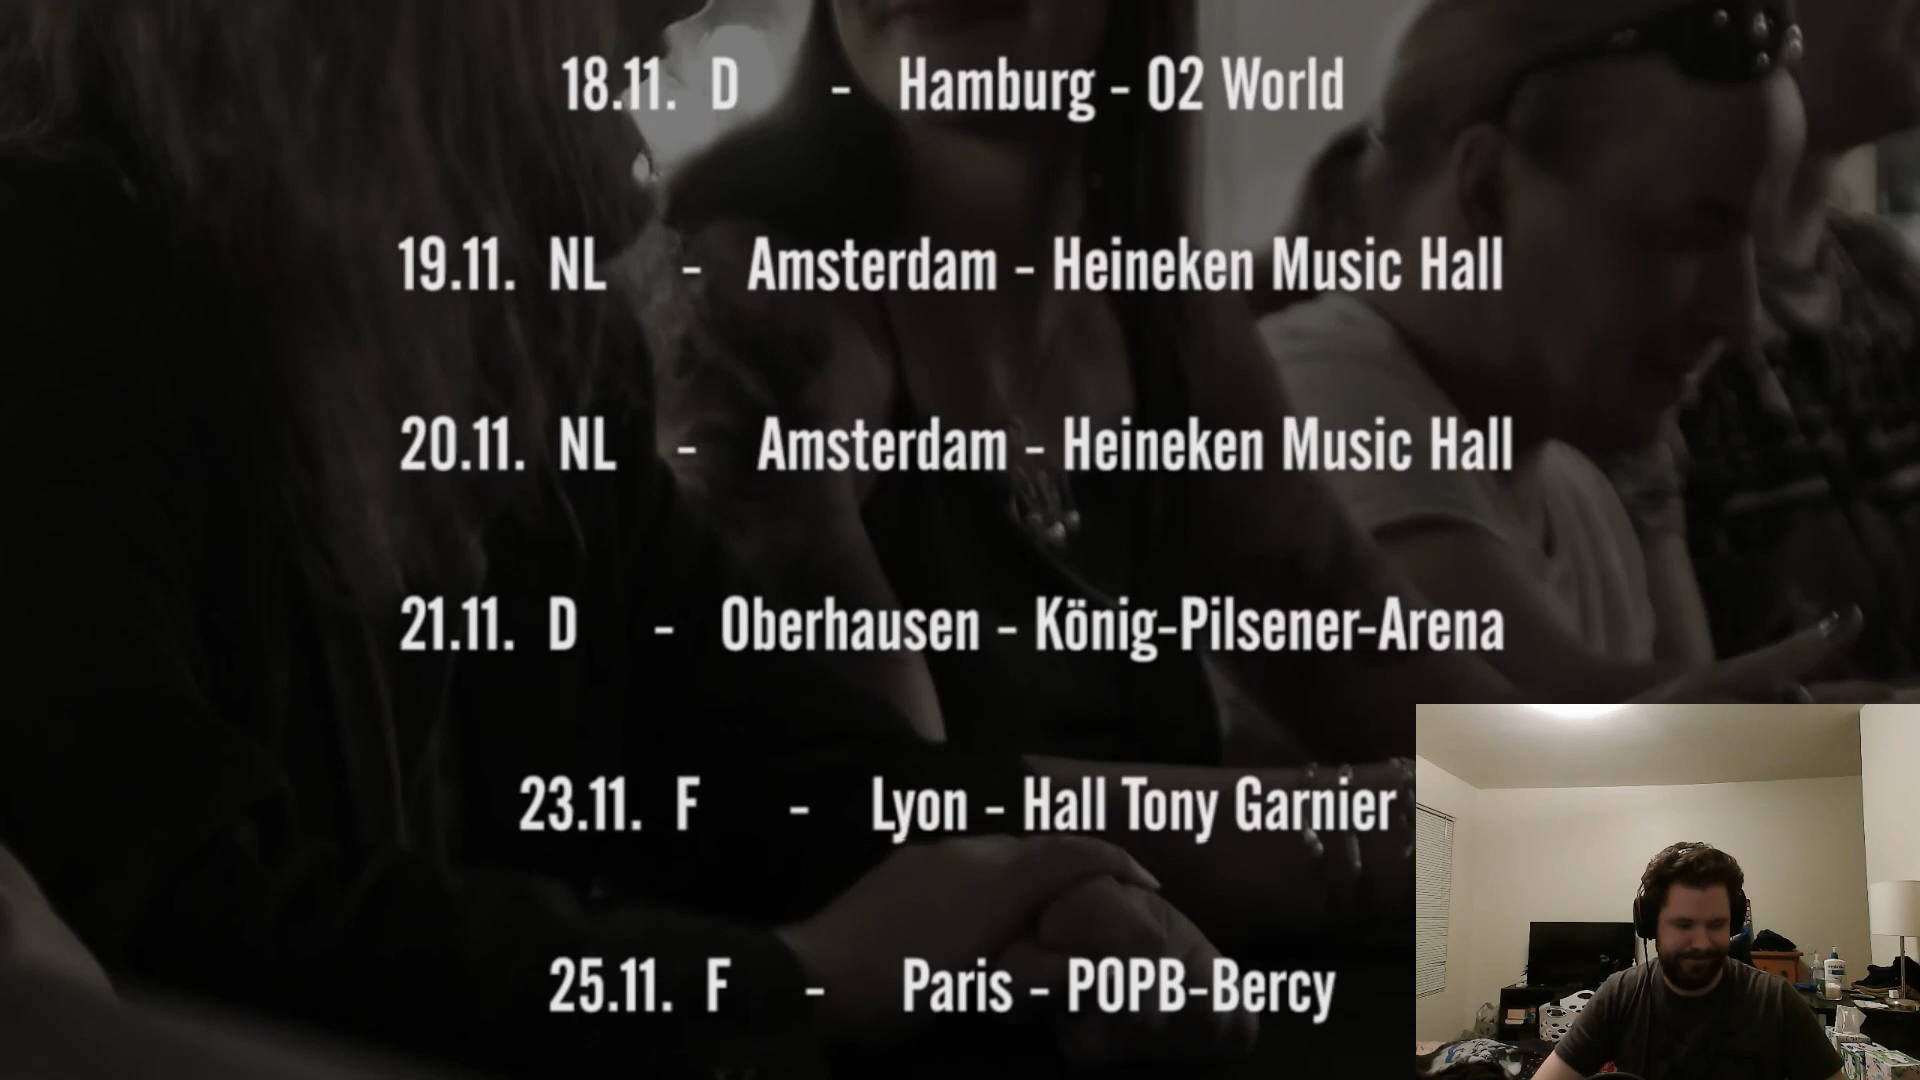 18.11. D - Hamburg - O2 World
19.11. NL - Amsterdam - Heineken Music Hall
20.11. NL - Amsterdam - Heineken Music Hall
21.11. D - Oberhausen - König-Pilsener-Arena
23.11. F - Lyon - Hall Tony Garnier
25.11. F - Paris - POPB-Bercy